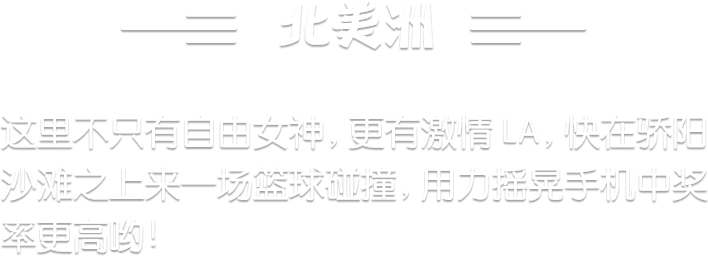 北美洲
这里不只有自由女神，更有激情LA，快在骄阳
沙滩之上来一场篮球碰撞，用力摇晃手机中奖
率更高哟！